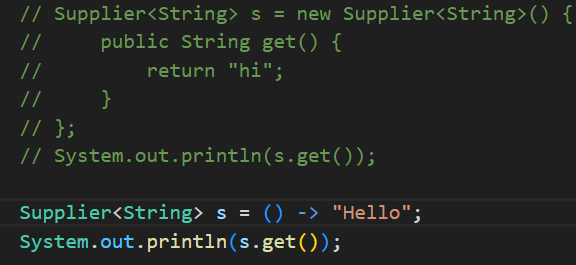 // Supplier<String> s = new Supplier<String>() {
//     public String get() {
//         return "hi";
//     }
// };
// System.out.println(s.get());
Supplier<String> s = () -> "Hello";
System.out.println(s.get());